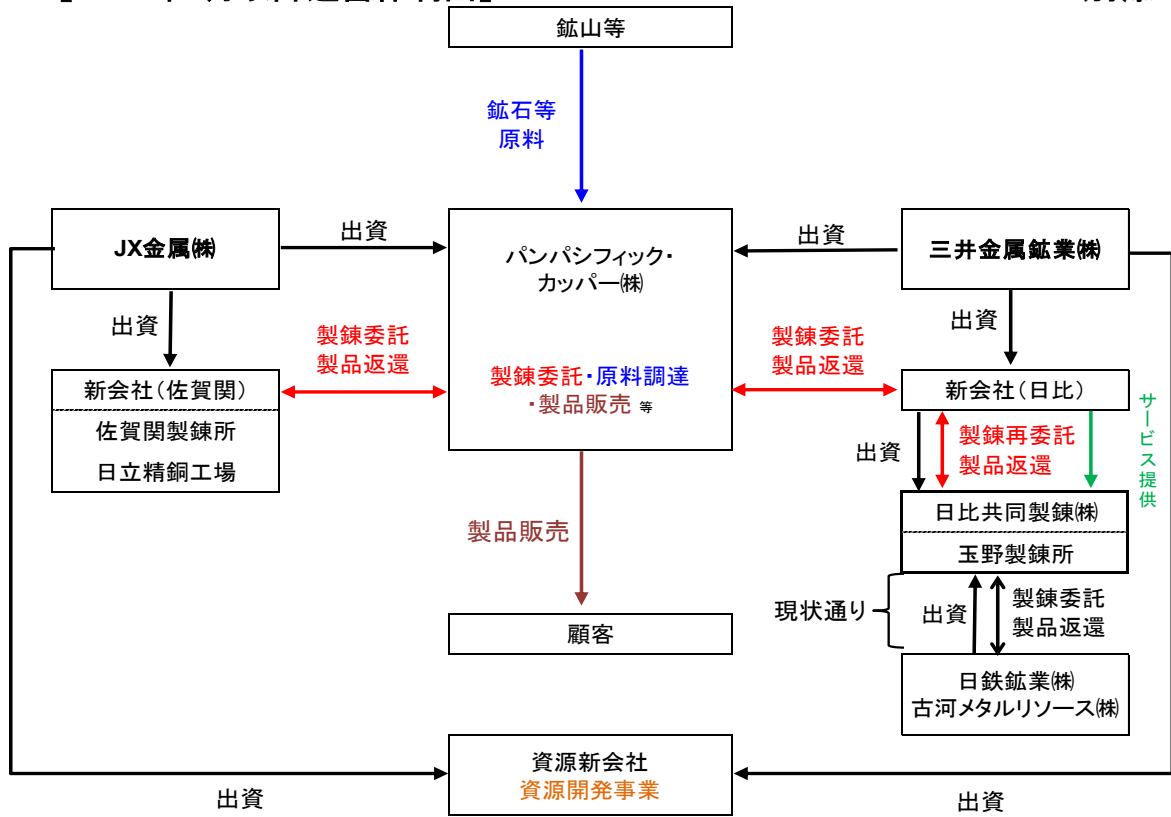 鉱山等
鉱石等
原料
JX金属㈱
出資
パンパシフィック・
カッパー㈱
出資
三井金属鉱業㈱
出資
製錬委託
製品返還
製錬委託・原料調達
・製品販売 等
製錬委託
製品返還
出資
新会社（佐賀関）
佐賀関製錬所
日立精銅工場
新会社（日比）
サービス提供
出資
製錬再委託
製品返還
日比共同製錬㈱
玉野製錬所
製品販売
現状通り
出資
製錬委託
製品返還
顧客
日鉄鉱業㈱
古河メタルリソース㈱
資源新会社
資源開発事業
出資
出資